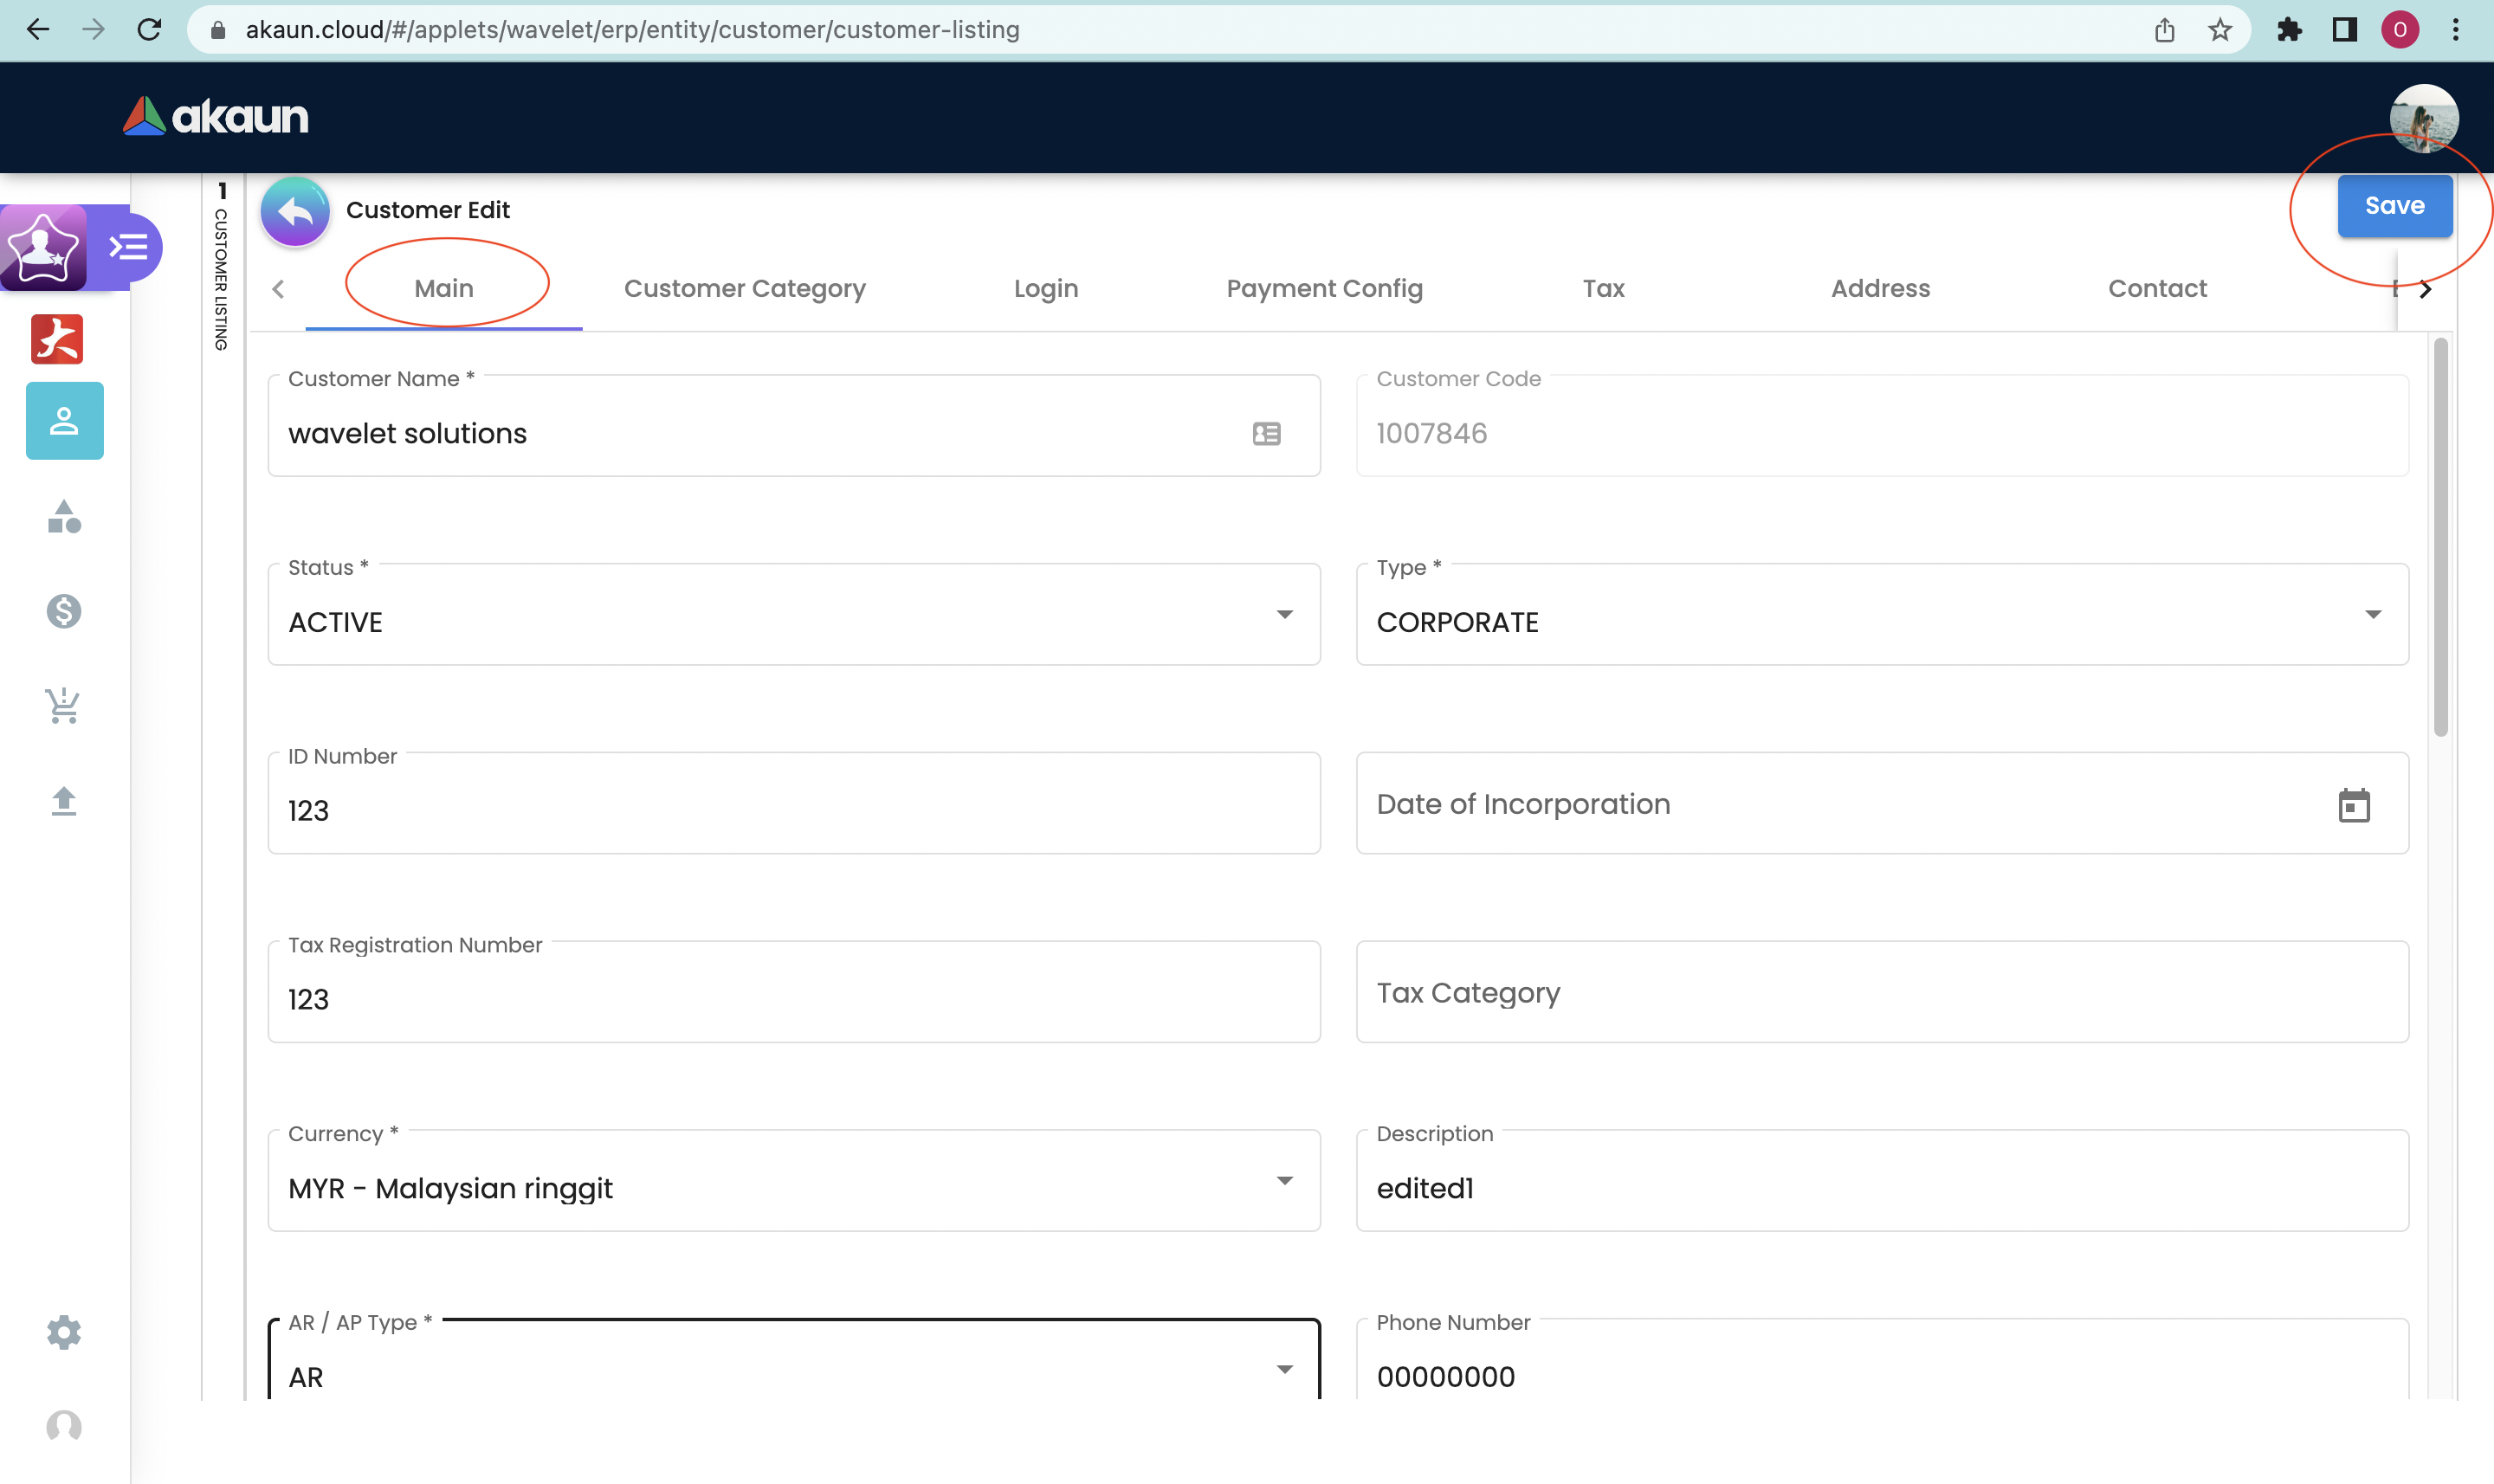 akaun.cloud/#/applets/wavelet/erp/entity/customer/customer-listing
O
akaun
1 CUSTOMER LISTING
Customer Edit
Save
Main Customer Category Login Payment Config Tax Address Contact
Customer Name *
wavelet solutions
Customer Code
1007846
Status *
ACTIVE
Type *
CORPORATE
ID Number
123
Date of Incorporation
Tax Registration Number
123
Tax Category
Currency *
MYR - Malaysian ringgit
Description
edited1
AR / AP Type *
AR
Phone Number
00000000